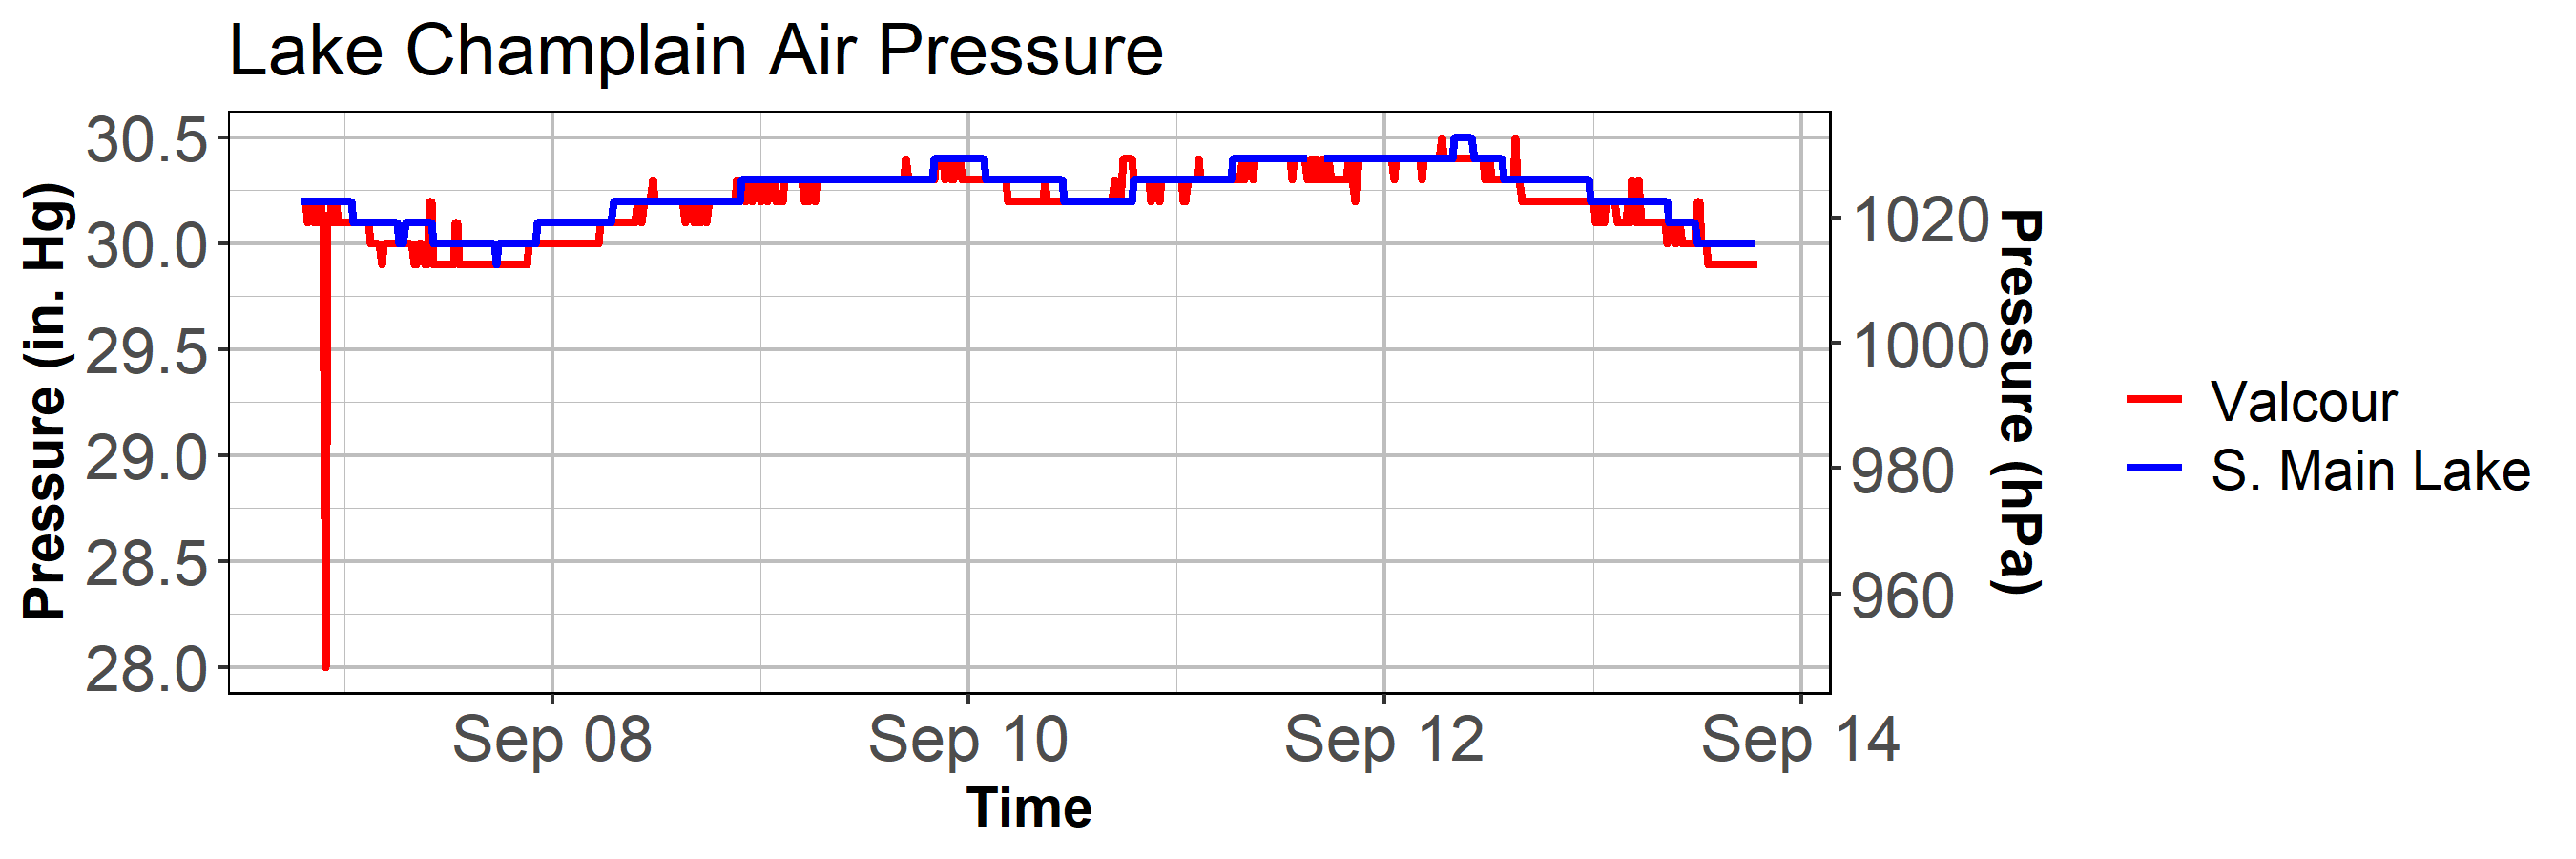 Lake Champlain Air Pressure
Pressure (in. Hg)
30.5
30.0
29.5
29.0
28.5
28.0
1020
1000
980
960
Pressure (hPa)
Valcour
S. Main Lake
Sep 08
Sep 10
Sep 12
Sep 14
Time